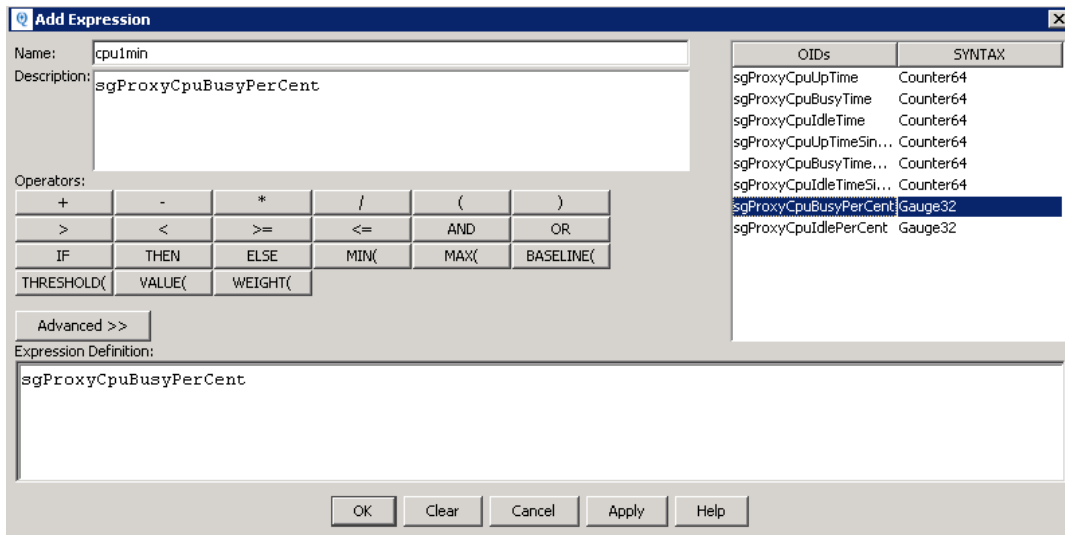 Add Expression
Name: cpu1min
Description: sgProxyCpuBusyPerCent
Operators:
+ - * / ( )
> < >= <= AND OR
IF THEN ELSE MIN( MAX( BASELINE(
THRESHOLD( VALUE( WEIGHT(
Advanced >>
OIDs SYNTAX
sgProxyCpuUpTime Counter64
sgProxyCpuBusyTime Counter64
sgProxyCpuIdleTime Counter64
sgProxyCpuUpTimeSin... Counter64
sgProxyCpuBusyTime... Counter64
sgProxyCpuIdleTimeSi... Counter64
sgProxyCpuBusyPerCent Gauge32
sgProxyCpuIdlePerCent Gauge32
Expression Definition:
sgProxyCpuBusyPerCent
OK Clear Cancel Apply Help